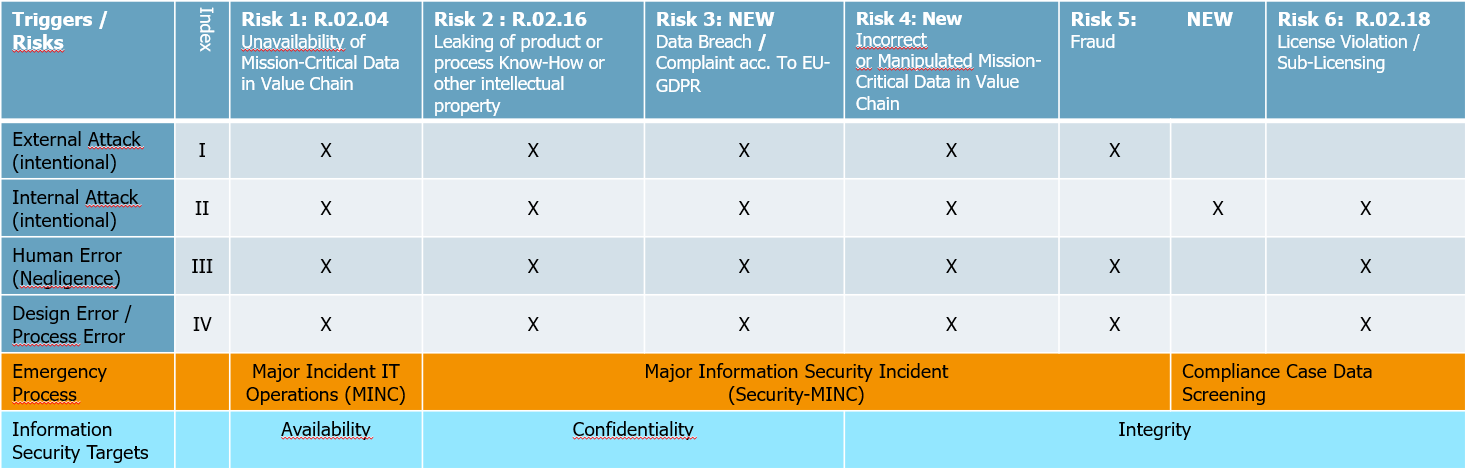 Triggers /
Risks
Index
Risk 1: R.02.04
Unavailability of
Mission-Critical Data
in Value Chain
Risk 2 : R.02.16
Leaking of product or
process Know-How or
other intellectual
property
Risk 3: NEW
Data Breach /
Complaint acc. To EU-
GDPR
Risk 4: New
Incorrect
or Manipulated Mission-
Critical Data in Value
Chain
Risk 5: NEW
Fraud
Risk 6: R.02.18
License Violation /
Sub-Licensing
External Attack
(intentional)
I
X X X X X
Internal Attack
(intentional)
II
X X X X X X
Human Error
(Negligence)
III
X X X X X X
Design Error /
Process Error
IV
X X X X X X
Emergency
Process
Major Incident IT
Operations (MINC)
Major Information Security Incident
(Security-MINC)
Compliance Case Data
Screening
Information
Security Targets
Availability
Confidentiality
Integrity